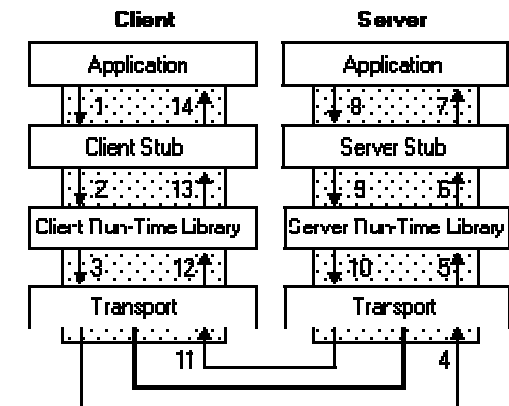 Client Server
Application Application
1 14 8 7
Client Stub Server Stub
2 13 9 6
Client Run-Time Library Server Run-Time Library
3 12 10 5
Transport Transport
11 4